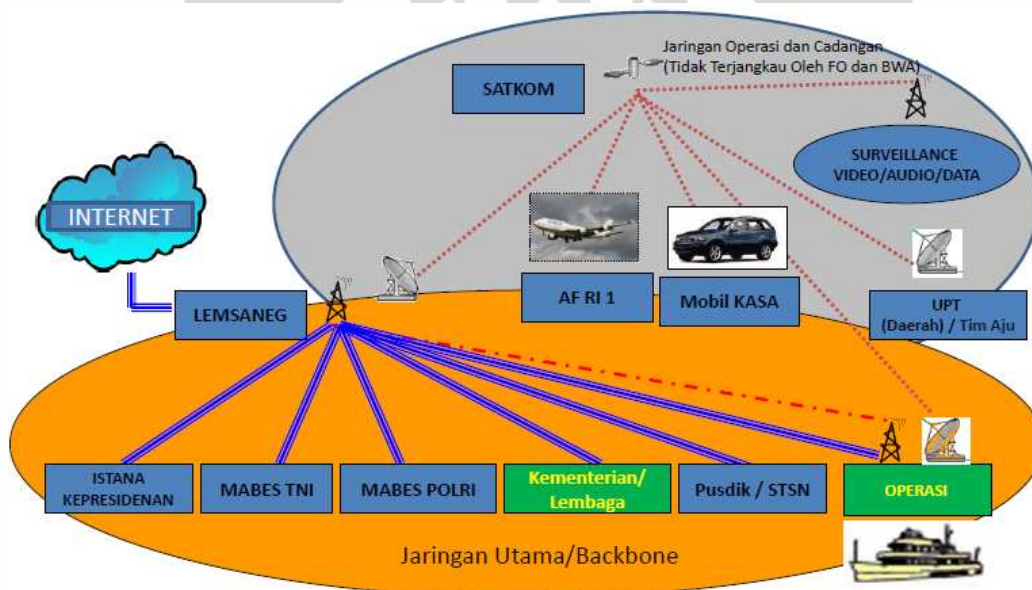 Jaringan Operasi dan Cadangan
(Tidak Terjangkau Oleh FO dan BWA)
SATKOM
SURVEILLANCE
VIDEO/AUDIO/DATA
INTERNET
LEMSANEG
AF RI 1
Mobil KASA
UPT
(Daerah) / Tim Aju
ISTANA
KEPRESIDENAN
MABES TNI
MABES POLRI
Kementerian/
Lembaga
Pusdik / STSN
OPERASI
Jaringan Utama/Backbone